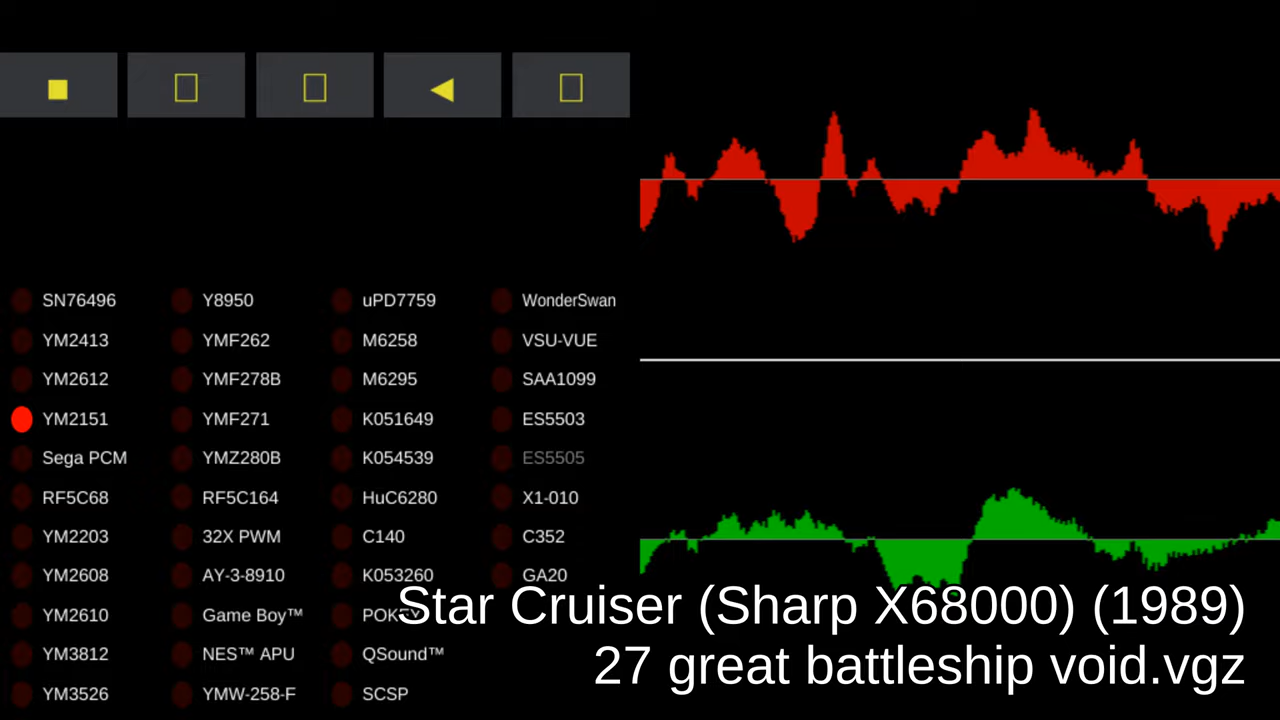 SN76496 Y8950 uPD7759 WonderSwan
YM2413 YMF262 M6258 VSU-VUE
YM2612 YMF278B M6295 SAA1099
YM2151 YMF271 K051649 ES5503
Sega PCM YMZ280B K054539 ES5505
RF5C68 RF5C164 HuC6280 X1-010
YM2203 32X PWM C140 C352
YM2608 AY-3-8910 K053260 GA20
YM2610 Game Boy™ POKEY
YM3812 NES™ APU QSound™
YM3526 YMW-258-F SCSP
Star Cruiser (Sharp X68000) (1989)
27 great battleship void.vgz